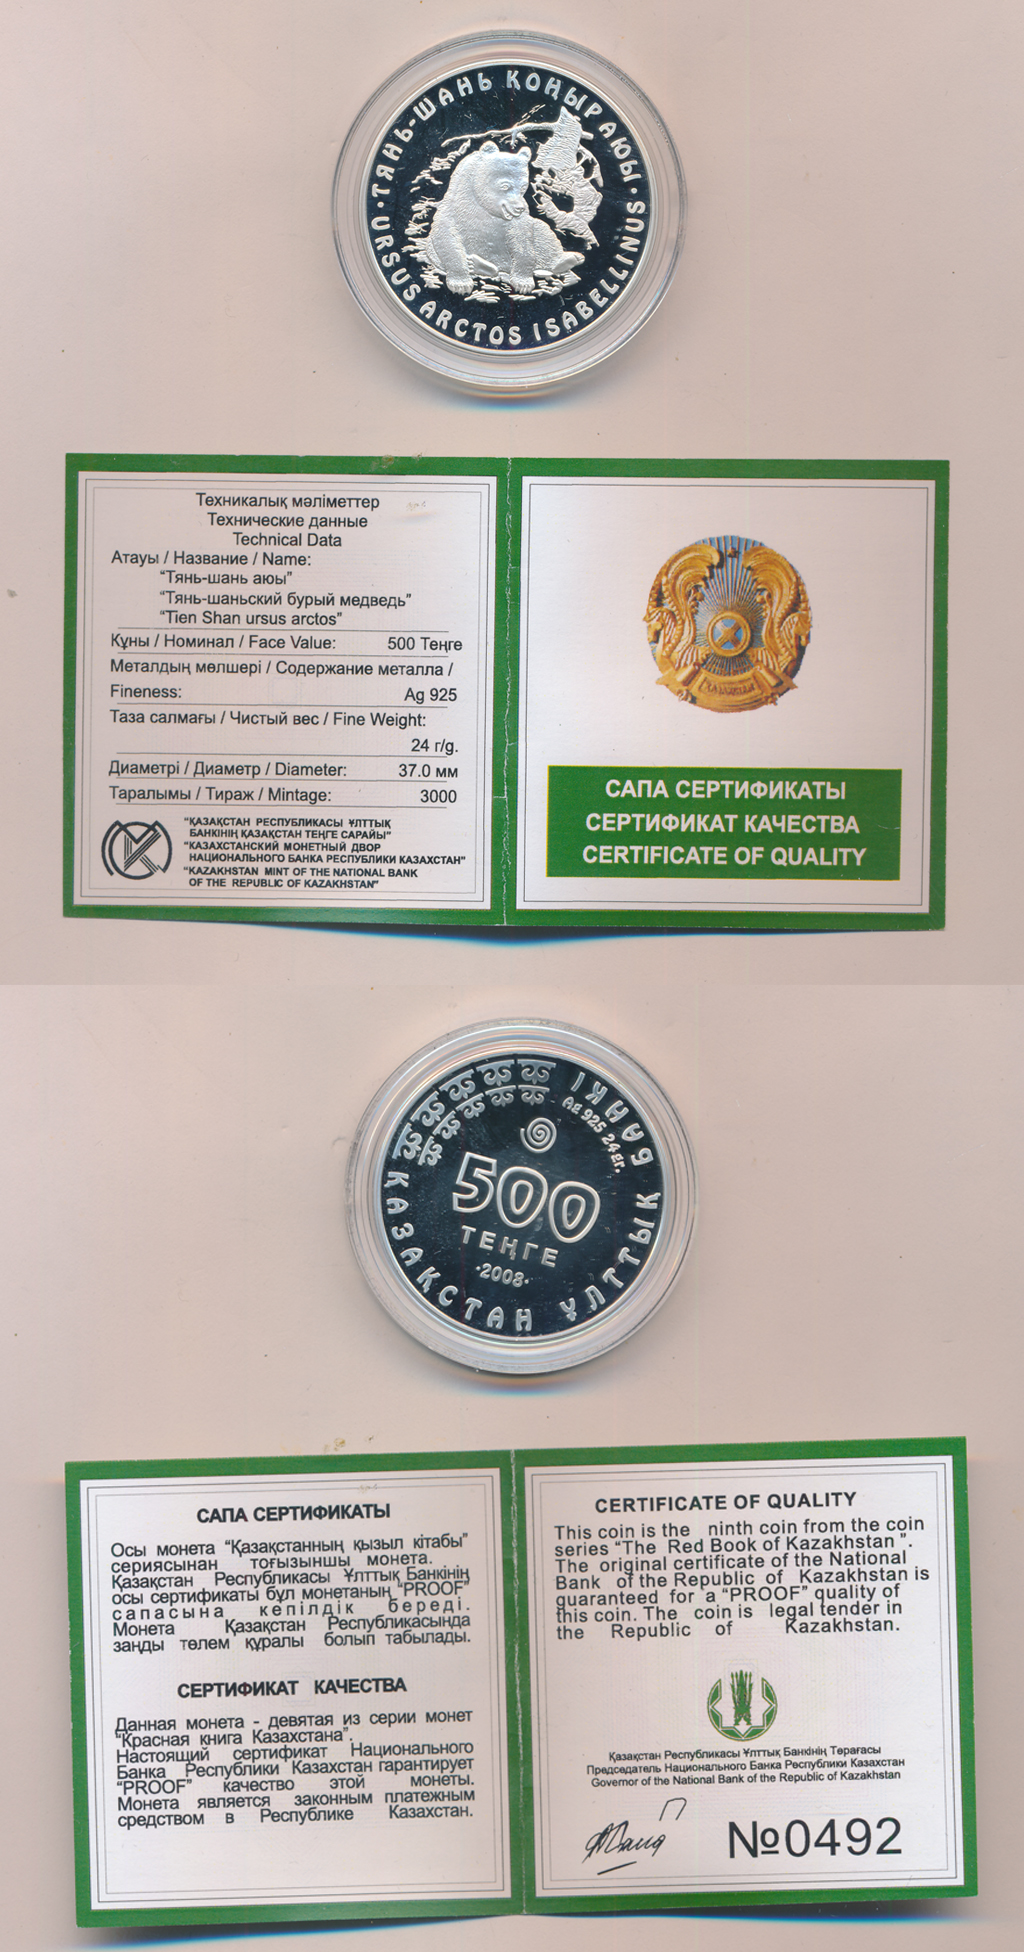 ТЯНЬ-ШАНЬ ҚОҢЫР АЮЫ
· URSUS ARCTOS ISABELLINUS ·
Техникалық мәліметтер
Технические данные
Technical Data
Атауы / Название / Name:
“Тянь-шань аюы”
“Тянь-шаньский бурый медведь”
“Tien Shan ursus arctos”
Құны / Номинал / Face Value: 500 Теңге
Металдың мөлшері / Содержание металла /
Fineness: Ag 925
Таза салмағы / Чистый вес / Fine Weight:
24 г/g.
Диаметрі / Диаметр / Diameter: 37.0 мм
Таралымы / Тираж / Mintage: 3000
"ҚАЗАҚСТАН РЕСПУБЛИКАСЫ ҰЛТТЫҚ
БАНКІНІҢ ҚАЗАҚСТАН ТЕҢГЕ САРАЙЫ"
"КАЗАХСТАНСКИЙ МОНЕТНЫЙ ДВОР
НАЦИОНАЛЬНОГО БАНКА РЕСПУБЛИКИ КАЗАХСТАН"
"KAZAKHSTAN MINT OF THE NATIONAL BANK
OF THE REPUBLIC OF KAZAKHSTAN"
САПА СЕРТИФИКАТЫ
СЕРТИФИКАТ КАЧЕСТВА
CERTIFICATE OF QUALITY
ҚАЗАҚСТАН ҰЛТТЫҚ БАНКІ
Ag 925 24 gr.
500
ТЕҢГЕ
·2008·
САПА СЕРТИФИКАТЫ
Осы монета “Қазақстанның қызыл кітабы”
сериясынан тоғызыншы монета.
Қазақстан Республикасы Ұлттық Банкінің
осы сертификаты бұл монетаның “PROOF”
сапасына кепілдік береді.
Монета Қазақстан Республикасында
заңды төлем құралы болып табылады.
СЕРТИФИКАТ КАЧЕСТВА
Данная монета - девятая из серии монет
“Красная книга Казахстана”.
Настоящий сертификат Национального
Банка Республики Казахстан гарантирует
“PROOF” качество этой монеты.
Монета является законным платежным
средством в Республике Казахстан.
CERTIFICATE OF QUALITY
This coin is the ninth coin from the coin
series “The Red Book of Kazakhstan ”.
The original certificate of the National
Bank of the Republic of Kazakhstan is
guaranteed for a “PROOF” quality of
this coin. The coin is legal tender in
the Republic of Kazakhstan.
Қазақстан Республикасы Ұлттық Банкінің Төрағасы
Председатель Национального Банка Республики Казахстан
Governor of the National Bank of the Republic of Kazakhstan
№0492